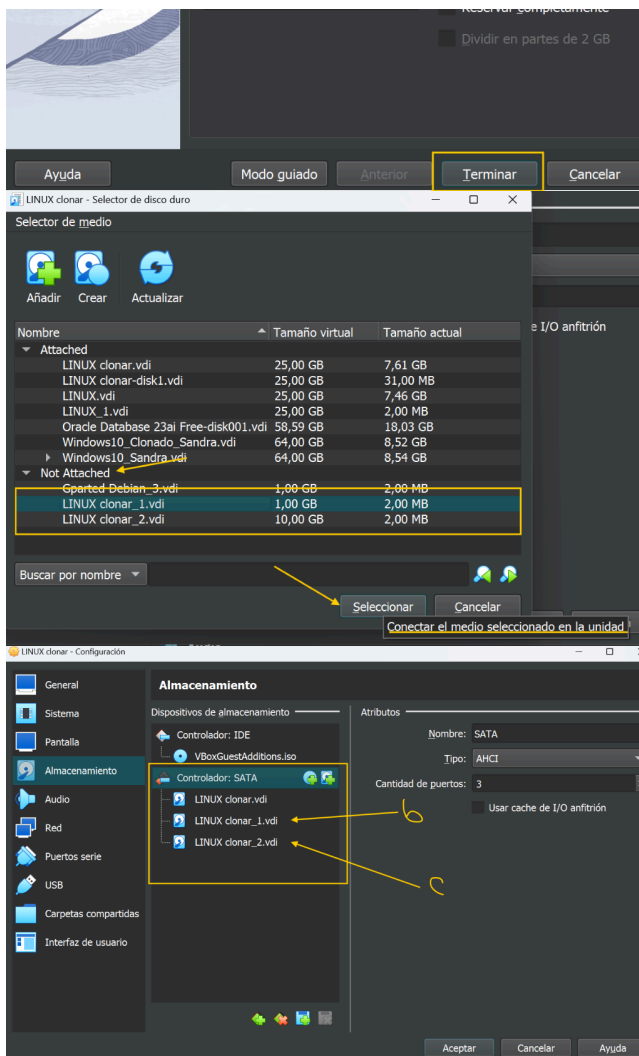 Reservar completamente
Dividir en partes de 2 GB
Ayuda Modo guiado Anterior Terminar Cancelar
LINUX clonar - Selector de disco duro
Selector de medio
Añadir Crear Actualizar
Nombre Tamaño virtual Tamaño actual
e I/O anfitrión
Attached
LINUX clonar.vdi 25,00 GB 7,61 GB
LINUX clonar-disk1.vdi 25,00 GB 31,00 MB
LINUX.vdi 25,00 GB 7,46 GB
LINUX_1.vdi 25,00 GB 2,00 MB
Oracle Database 23ai Free-disk001.vdi 58,59 GB 18,03 GB
Windows10_Clonado_Sandra.vdi 64,00 GB 8,52 GB
Windows10_Sandra.vdi 64,00 GB 8,54 GB
Not Attached
Gparted Debian_3.vdi 1,00 GB 2,00 MB
LINUX clonar_1.vdi 1,00 GB 2,00 MB
LINUX clonar_2.vdi 10,00 GB 2,00 MB
Buscar por nombre
Seleccionar Cancelar
Conectar el medio seleccionado en la unidad
LINUX clonar - Configuración
General
Sistema
Pantalla
Almacenamiento
Audio
Red
Puertos serie
USB
Carpetas compartidas
Interfaz de usuario
Almacenamiento
Dispositivos de almacenamiento
Controlador: IDE
VBoxGuestAdditions.iso
Controlador: SATA
LINUX clonar.vdi
LINUX clonar_1.vdi
LINUX clonar_2.vdi
Atributos
Nombre: SATA
Tipo: AHCI
Cantidad de puertos: 3
Usar cache de I/O anfitrión
b
c
Aceptar Cancelar Ayuda